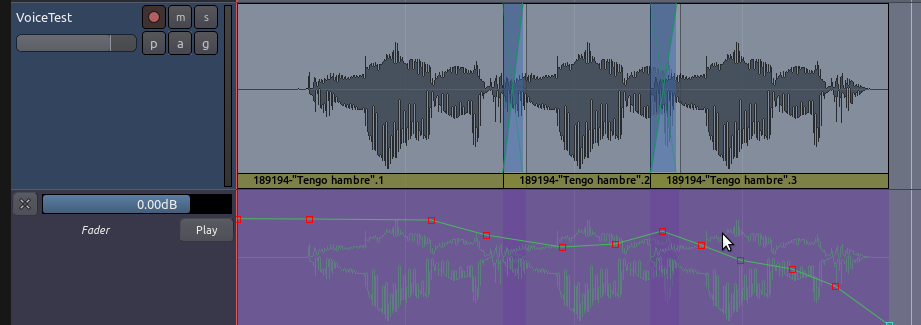 VoiceTest
m
s
p
a
g
189194-"Tengo hambre".1
189194-"Tengo hambre".2
189194-"Tengo hambre".3
0.00dB
Fader
Play